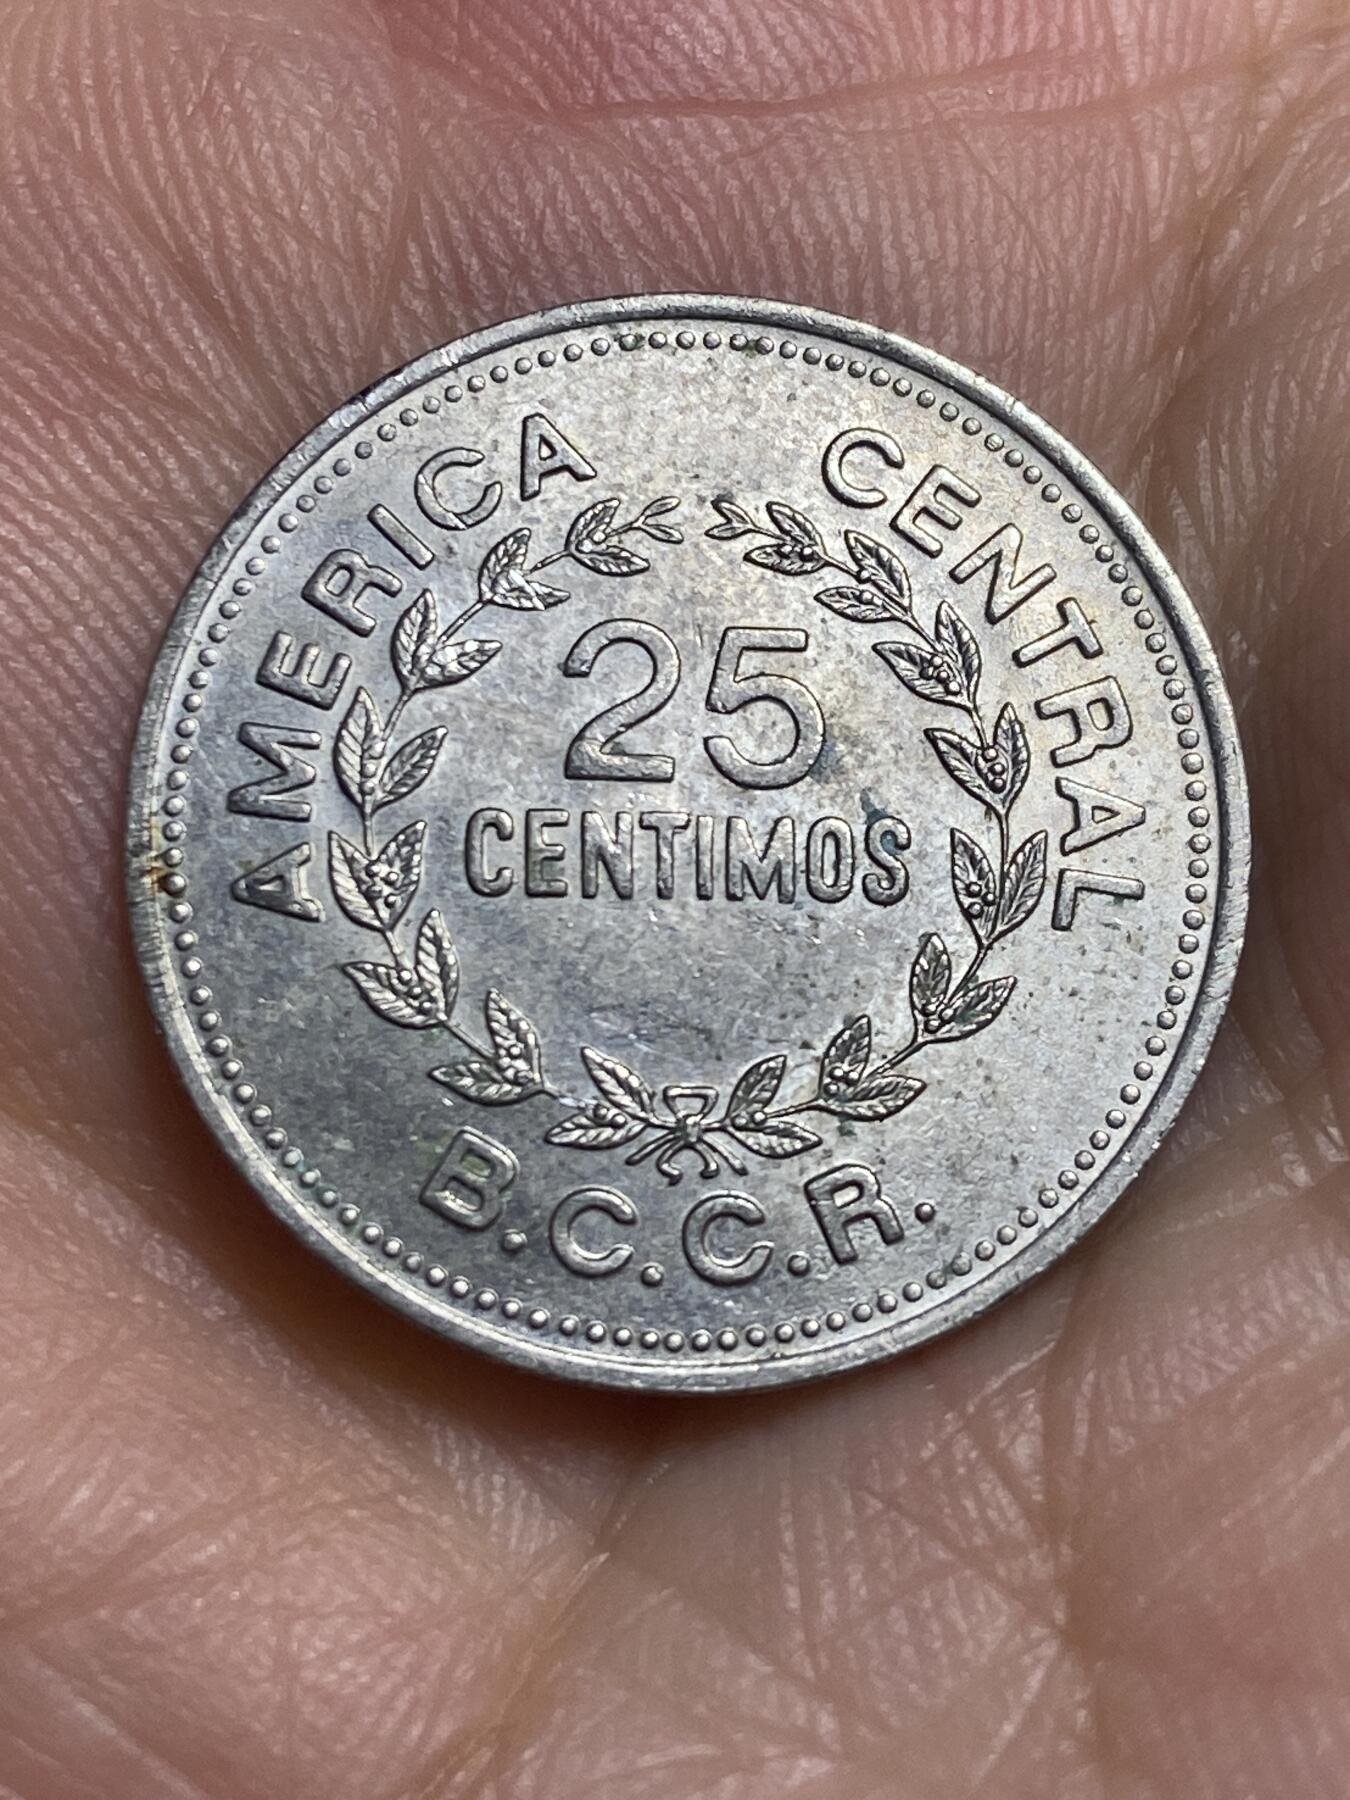 AMERICA CENTRAL
25
CENTIMOS
B.C.C.R.